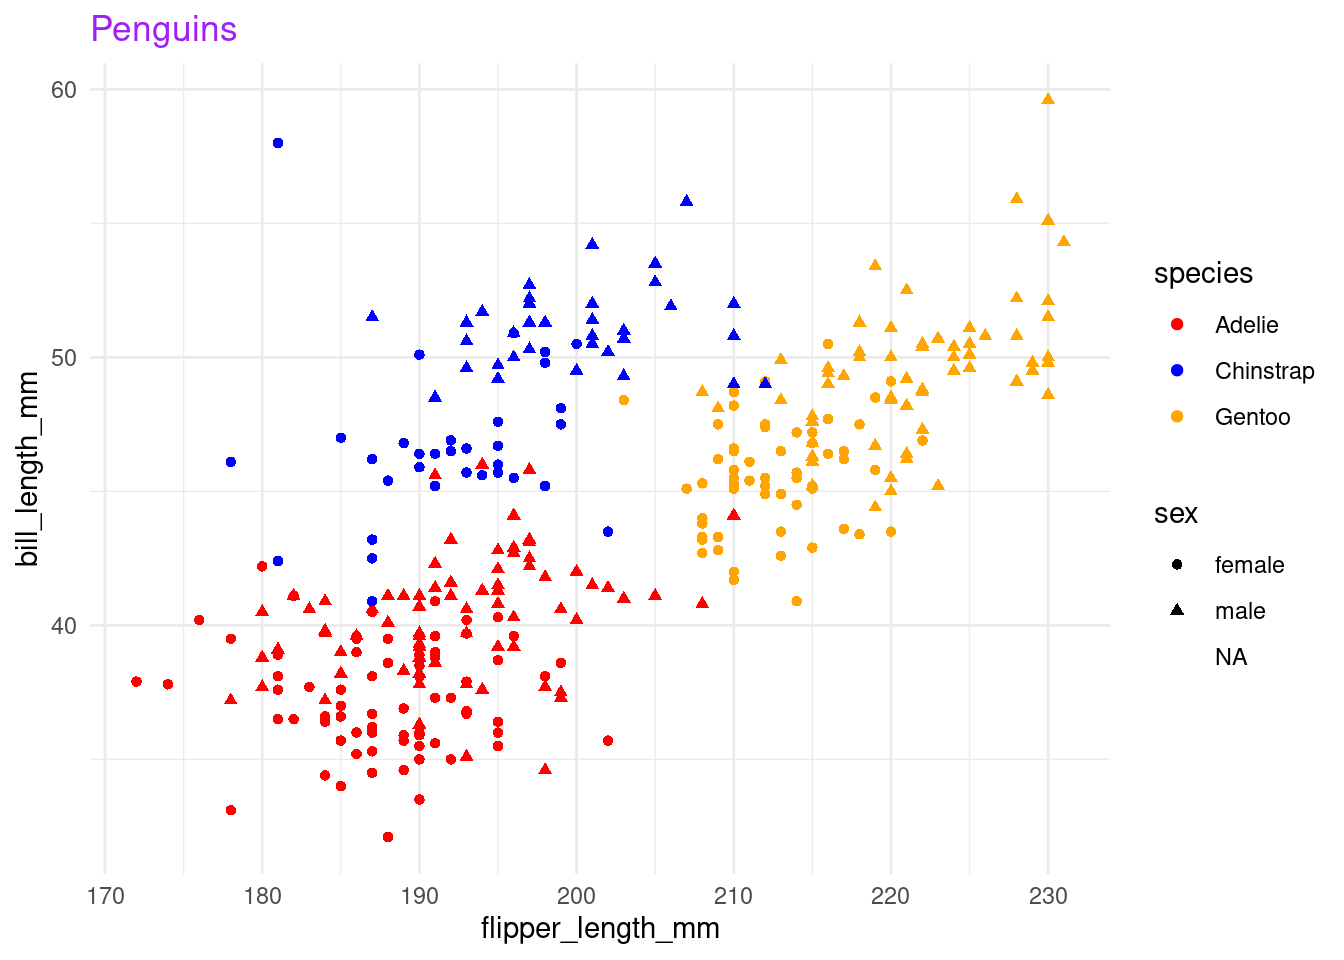 Penguins
60
50
40
bill_length_mm
170 180 190 200 210 220 230
flipper_length_mm
species
Adelie
Chinstrap
Gentoo
sex
female
male
NA